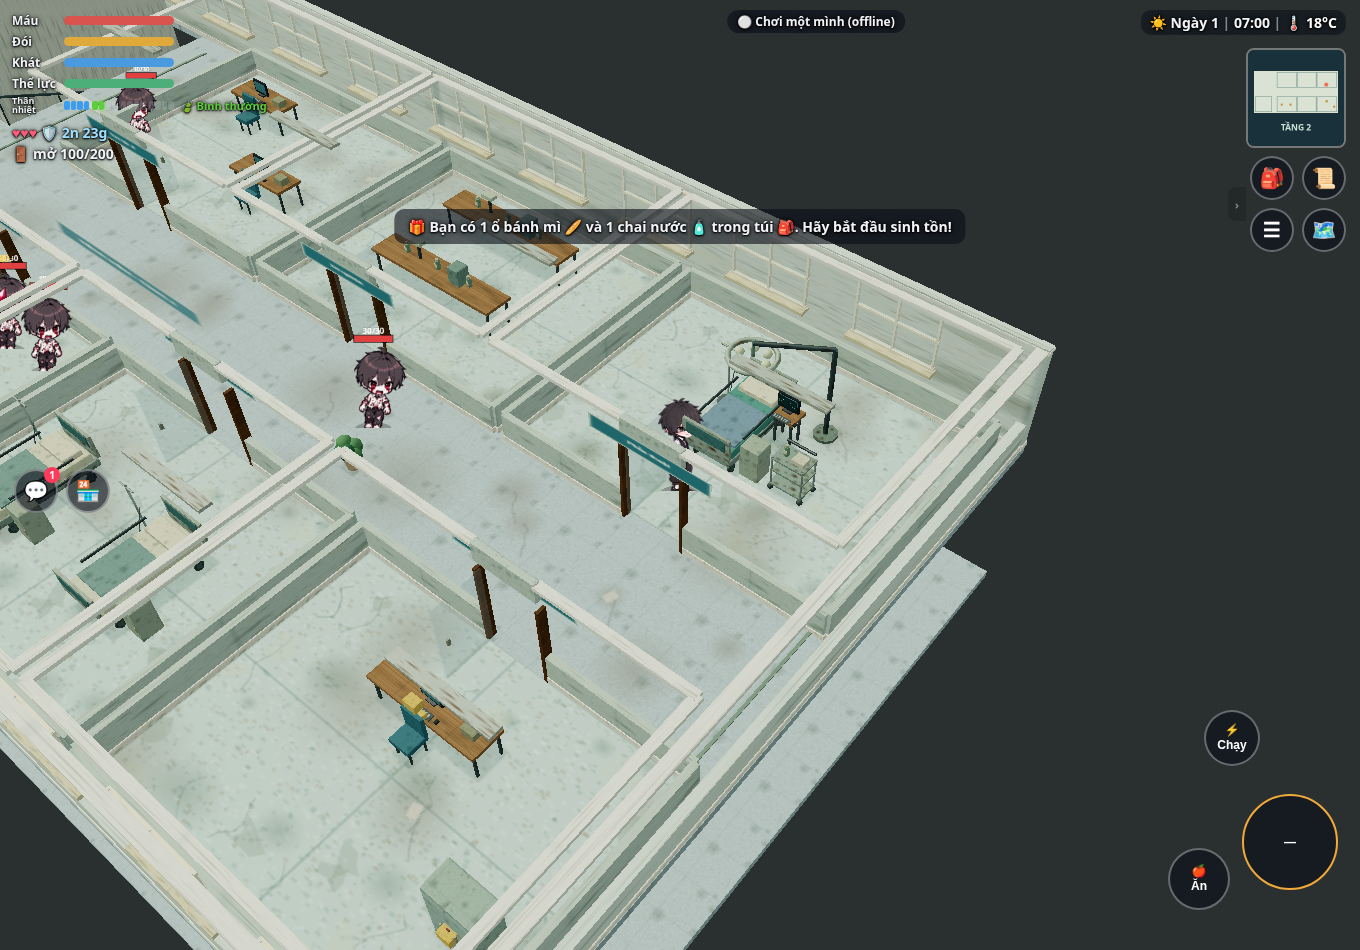 Máu
Đói
Khát
Thể lực
Thân nhiệt
Bình thường
2n 23g
mở 100/200
Chơi một mình (offline)
Ngày 1 | 07:00 | 18°C
TẦNG 2
Bạn có 1 ổ bánh mì và 1 chai nước trong túi. Hãy bắt đầu sinh tồn!
30/30
1
24
Chạy
Ăn